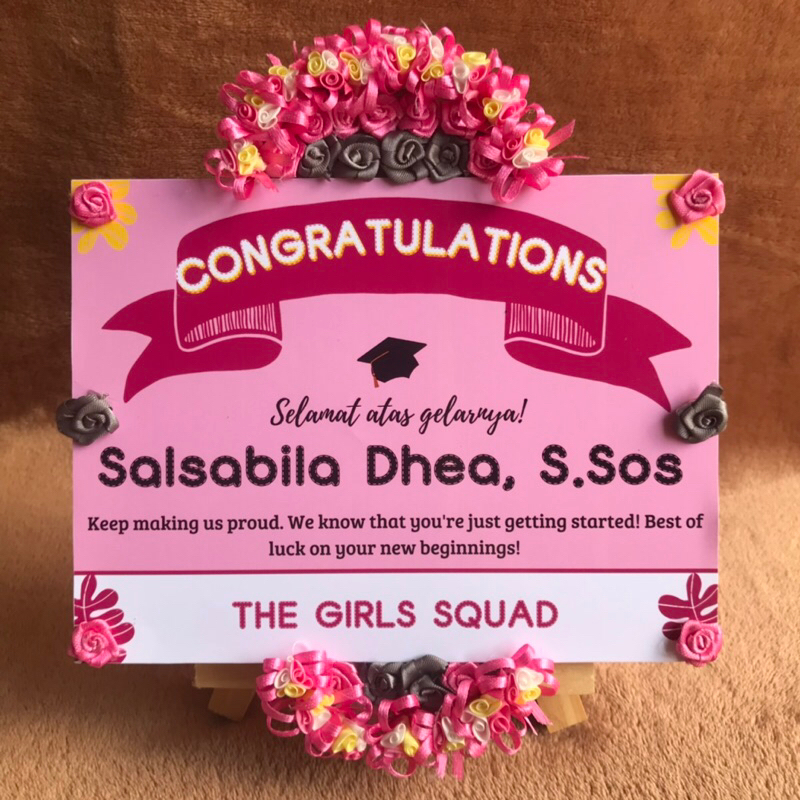 CONGRATULATIONS
Selamat atas gelarnya!
Salsabila Dhea, S.Sos
Keep making us proud. We know that you're just getting started! Best of
luck on your new beginnings!
THE GIRLS SQUAD